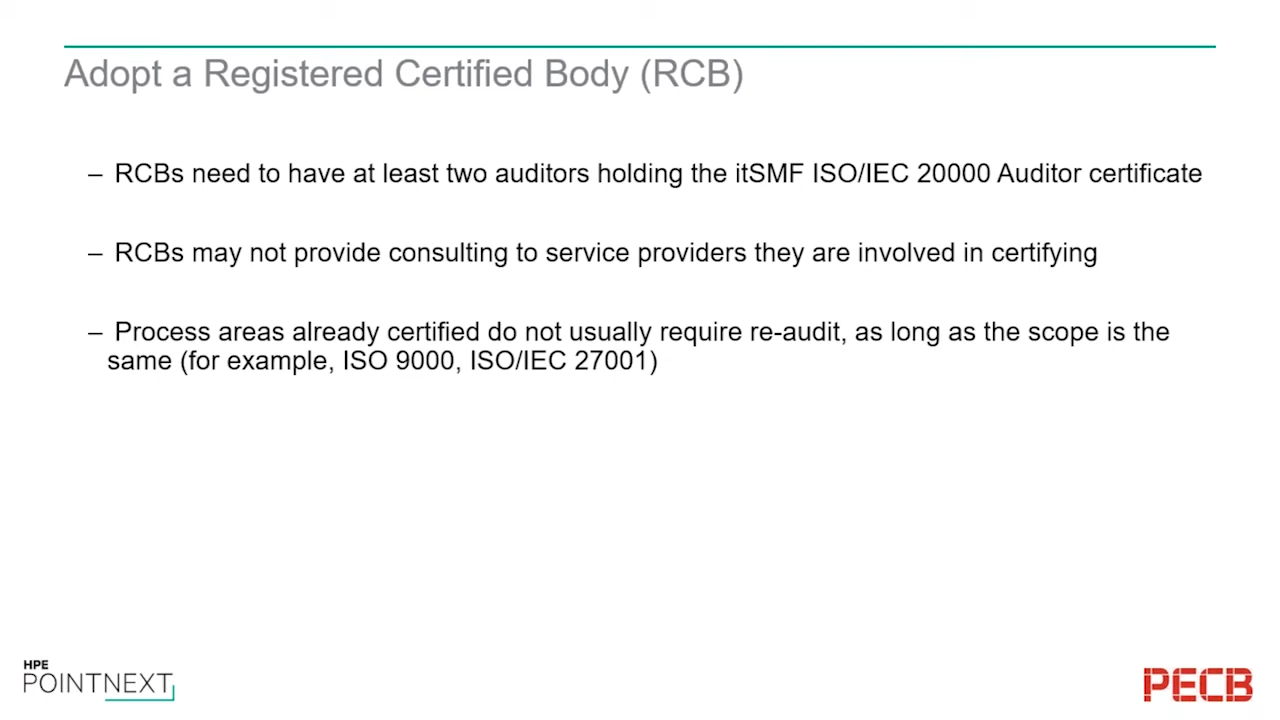 Adopt a Registered Certified Body (RCB)
– RCBs need to have at least two auditors holding the itSMF ISO/IEC 20000 Auditor certificate
– RCBs may not provide consulting to service providers they are involved in certifying
– Process areas already certified do not usually require re-audit, as long as the scope is the
same (for example, ISO 9000, ISO/IEC 27001)
HPE
POINTNEXT
PECB